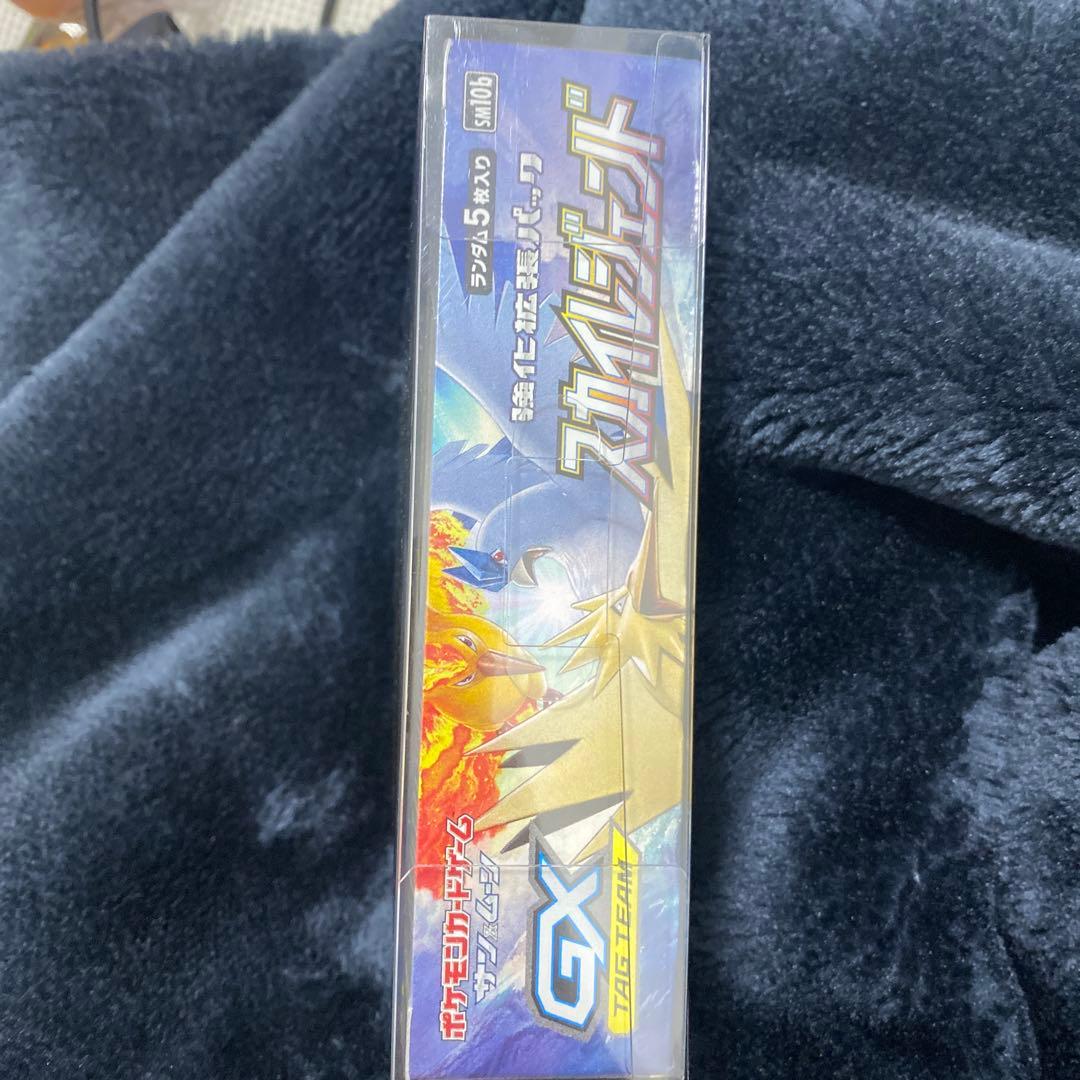 ポケモンカードゲーム
サン&ムーン
GX
TAG TEAM
ランダム5枚入り
SM10b
強化拡張パック
スカイレジェンド